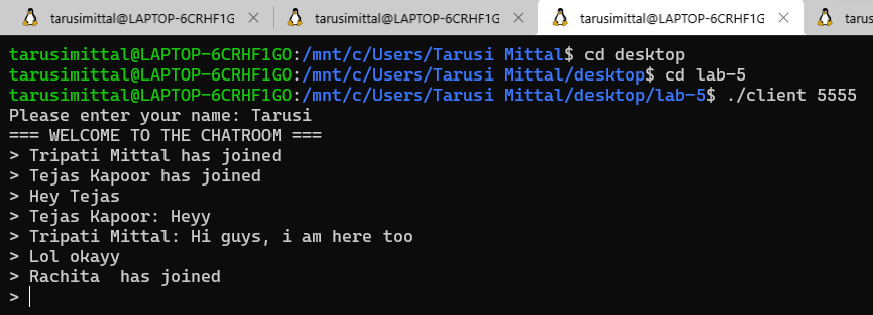 tarusimittal@LAPTOP-6CRHF1G tarusimittal@LAPTOP-6CRHF1G tarusimittal@LAPTOP-6CRHF1G tarus
tarusimittal@LAPTOP-6CRHF1GO:/mnt/c/Users/Tarusi Mittal$ cd desktop
tarusimittal@LAPTOP-6CRHF1GO:/mnt/c/Users/Tarusi Mittal/desktop$ cd lab-5
tarusimittal@LAPTOP-6CRHF1GO:/mnt/c/Users/Tarusi Mittal/desktop/lab-5$ ./client 5555
Please enter your name: Tarusi
=== WELCOME TO THE CHATROOM ===
> Tripati Mittal has joined
> Tejas Kapoor has joined
> Hey Tejas
> Tejas Kapoor: Heyy
> Tripati Mittal: Hi guys, i am here too
> Lol okayy
> Rachita  has joined
>